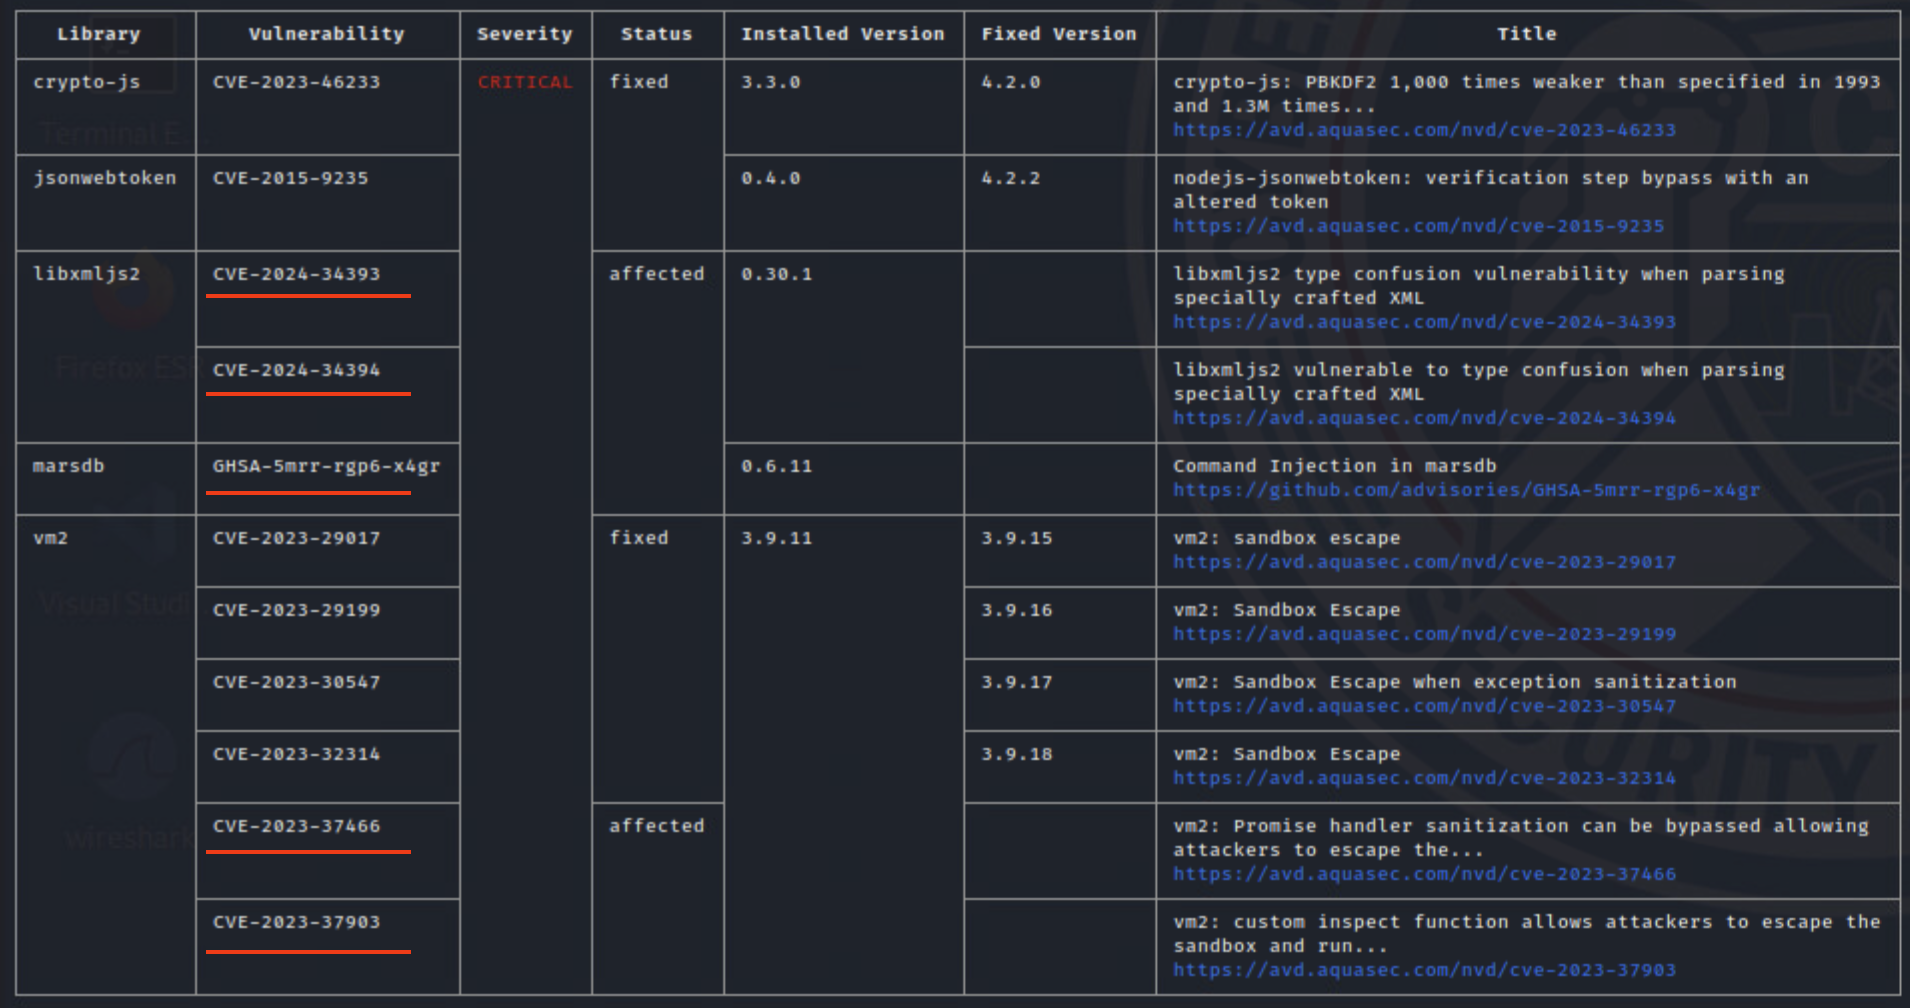 Library Vulnerability Severity Status Installed Version Fixed Version Title
crypto-js CVE-2023-46233 CRITICAL fixed 3.3.0 4.2.0 crypto-js: PBKDF2 1,000 times weaker than specified in 1993
and 1.3M times...
https://avd.aquasec.com/nvd/cve-2023-46233
Terminal E...
jsonwebtoken CVE-2015-9235 0.4.0 4.2.2 nodejs-jsonwebtoken: verification step bypass with an
altered token
https://avd.aquasec.com/nvd/cve-2015-9235
libxmljs2 CVE-2024-34393 affected 0.30.1 libxmljs2 type confusion vulnerability when parsing
specially crafted XML
https://avd.aquasec.com/nvd/cve-2024-34393
Firefox ESR
CVE-2024-34394 libxmljs2 vulnerable to type confusion when parsing
specially crafted XML
https://avd.aquasec.com/nvd/cve-2024-34394
marsdb GHSA-5mrr-rgp6-x4gr 0.6.11 Command Injection in marsdb
https://github.com/advisories/GHSA-5mrr-rgp6-x4gr
vm2 CVE-2023-29017 fixed 3.9.11 3.9.15 vm2: sandbox escape
https://avd.aquasec.com/nvd/cve-2023-29017
Visual Studi
CVE-2023-29199 3.9.16 vm2: Sandbox Escape
https://avd.aquasec.com/nvd/cve-2023-29199
CVE-2023-30547 3.9.17 vm2: Sandbox Escape when exception sanitization
https://avd.aquasec.com/nvd/cve-2023-30547
CVE-2023-32314 3.9.18 vm2: Sandbox Escape
https://avd.aquasec.com/nvd/cve-2023-32314
SECURITY
wireshark
CVE-2023-37466 affected vm2: Promise handler sanitization can be bypassed allowing
attackers to escape the...
https://avd.aquasec.com/nvd/cve-2023-37466
CVE-2023-37903 vm2: custom inspect function allows attackers to escape the
sandbox and run...
https://avd.aquasec.com/nvd/cve-2023-37903